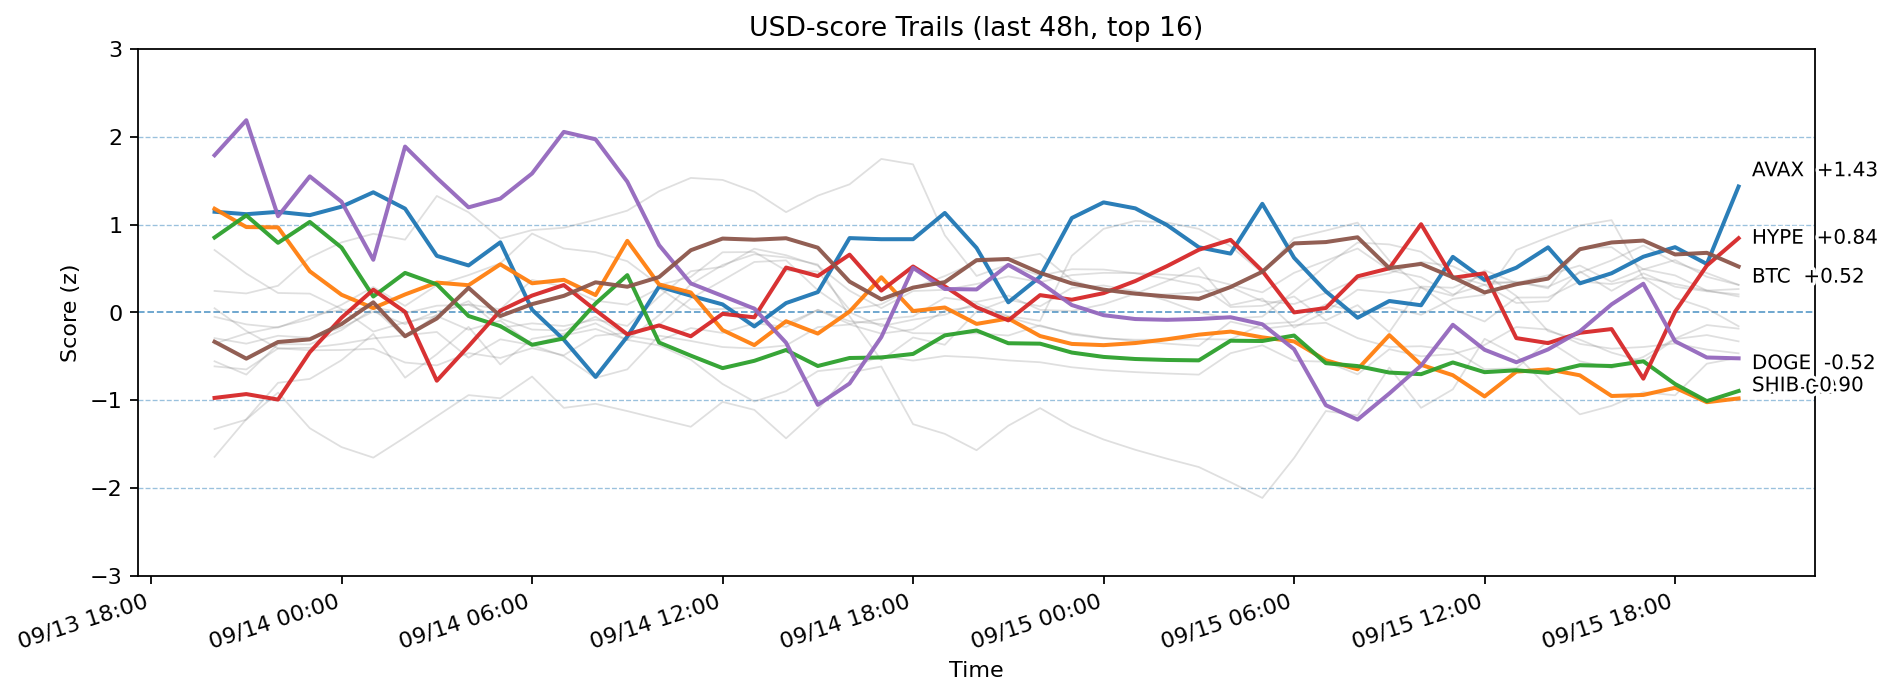 USD-score Trails (last 48h, top 16)
Score (z)
3
2
1
0
−1
−2
−3
AVAX +1.43
HYPE +0.84
BTC +0.52
DOGE -0.52
SHIB -0.90
09/13 18:00
09/14 00:00
09/14 06:00
09/14 12:00
09/14 18:00
09/15 00:00
09/15 06:00
09/15 12:00
09/15 18:00
Time